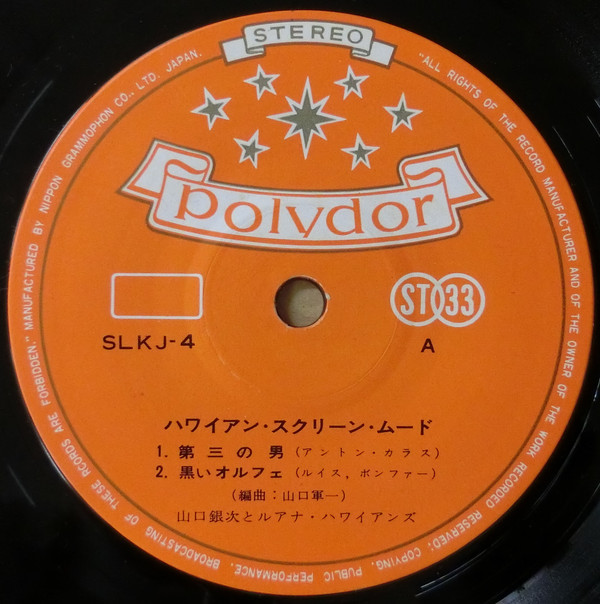 STEREO
polydor
ST 33
SLKJ-4
A
ハワイアン・スクリーン・ムード
1. 第三の男 (アントン・カラス)
2. 黒いオルフェ (ルイス, ボンファー)
(編曲：山口軍一)
山口銀次とルアナ・ハワイアンズ
"ALL RIGHTS OF THE RECORD MANUFACTURER AND OF THE OWNER OF THE WORK RECORDED RESERVED; COPYING, PUBLIC PERFORMANCE, BROADCASTING OF THESE RCORDS ARE FORBIDDEN." MANUFACTURED BY NIPPON GRAMMOPHON CO., LTD. JAPAN.